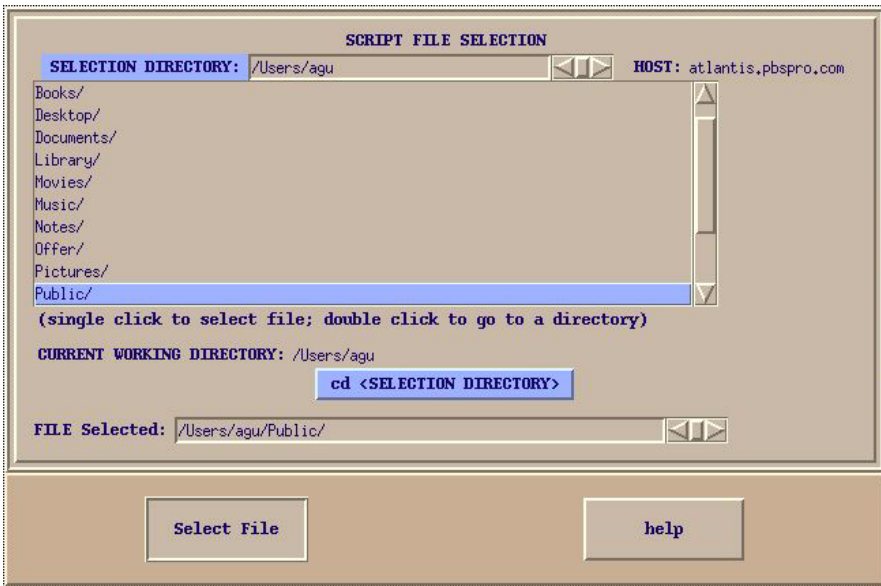 SCRIPT FILE SELECTION
SELECTION DIRECTORY: /Users/agu HOST: atlantis.pbspro.com
Books/
Desktop/
Documents/
Library/
Movies/
Music/
Notes/
Offer/
Pictures/
Public/
(single click to select file; double click to go to a directory)
CURRENT WORKING DIRECTORY: /Users/agu
cd <SELECTION DIRECTORY>
FILE Selected: /Users/agu/Public/
Select File help